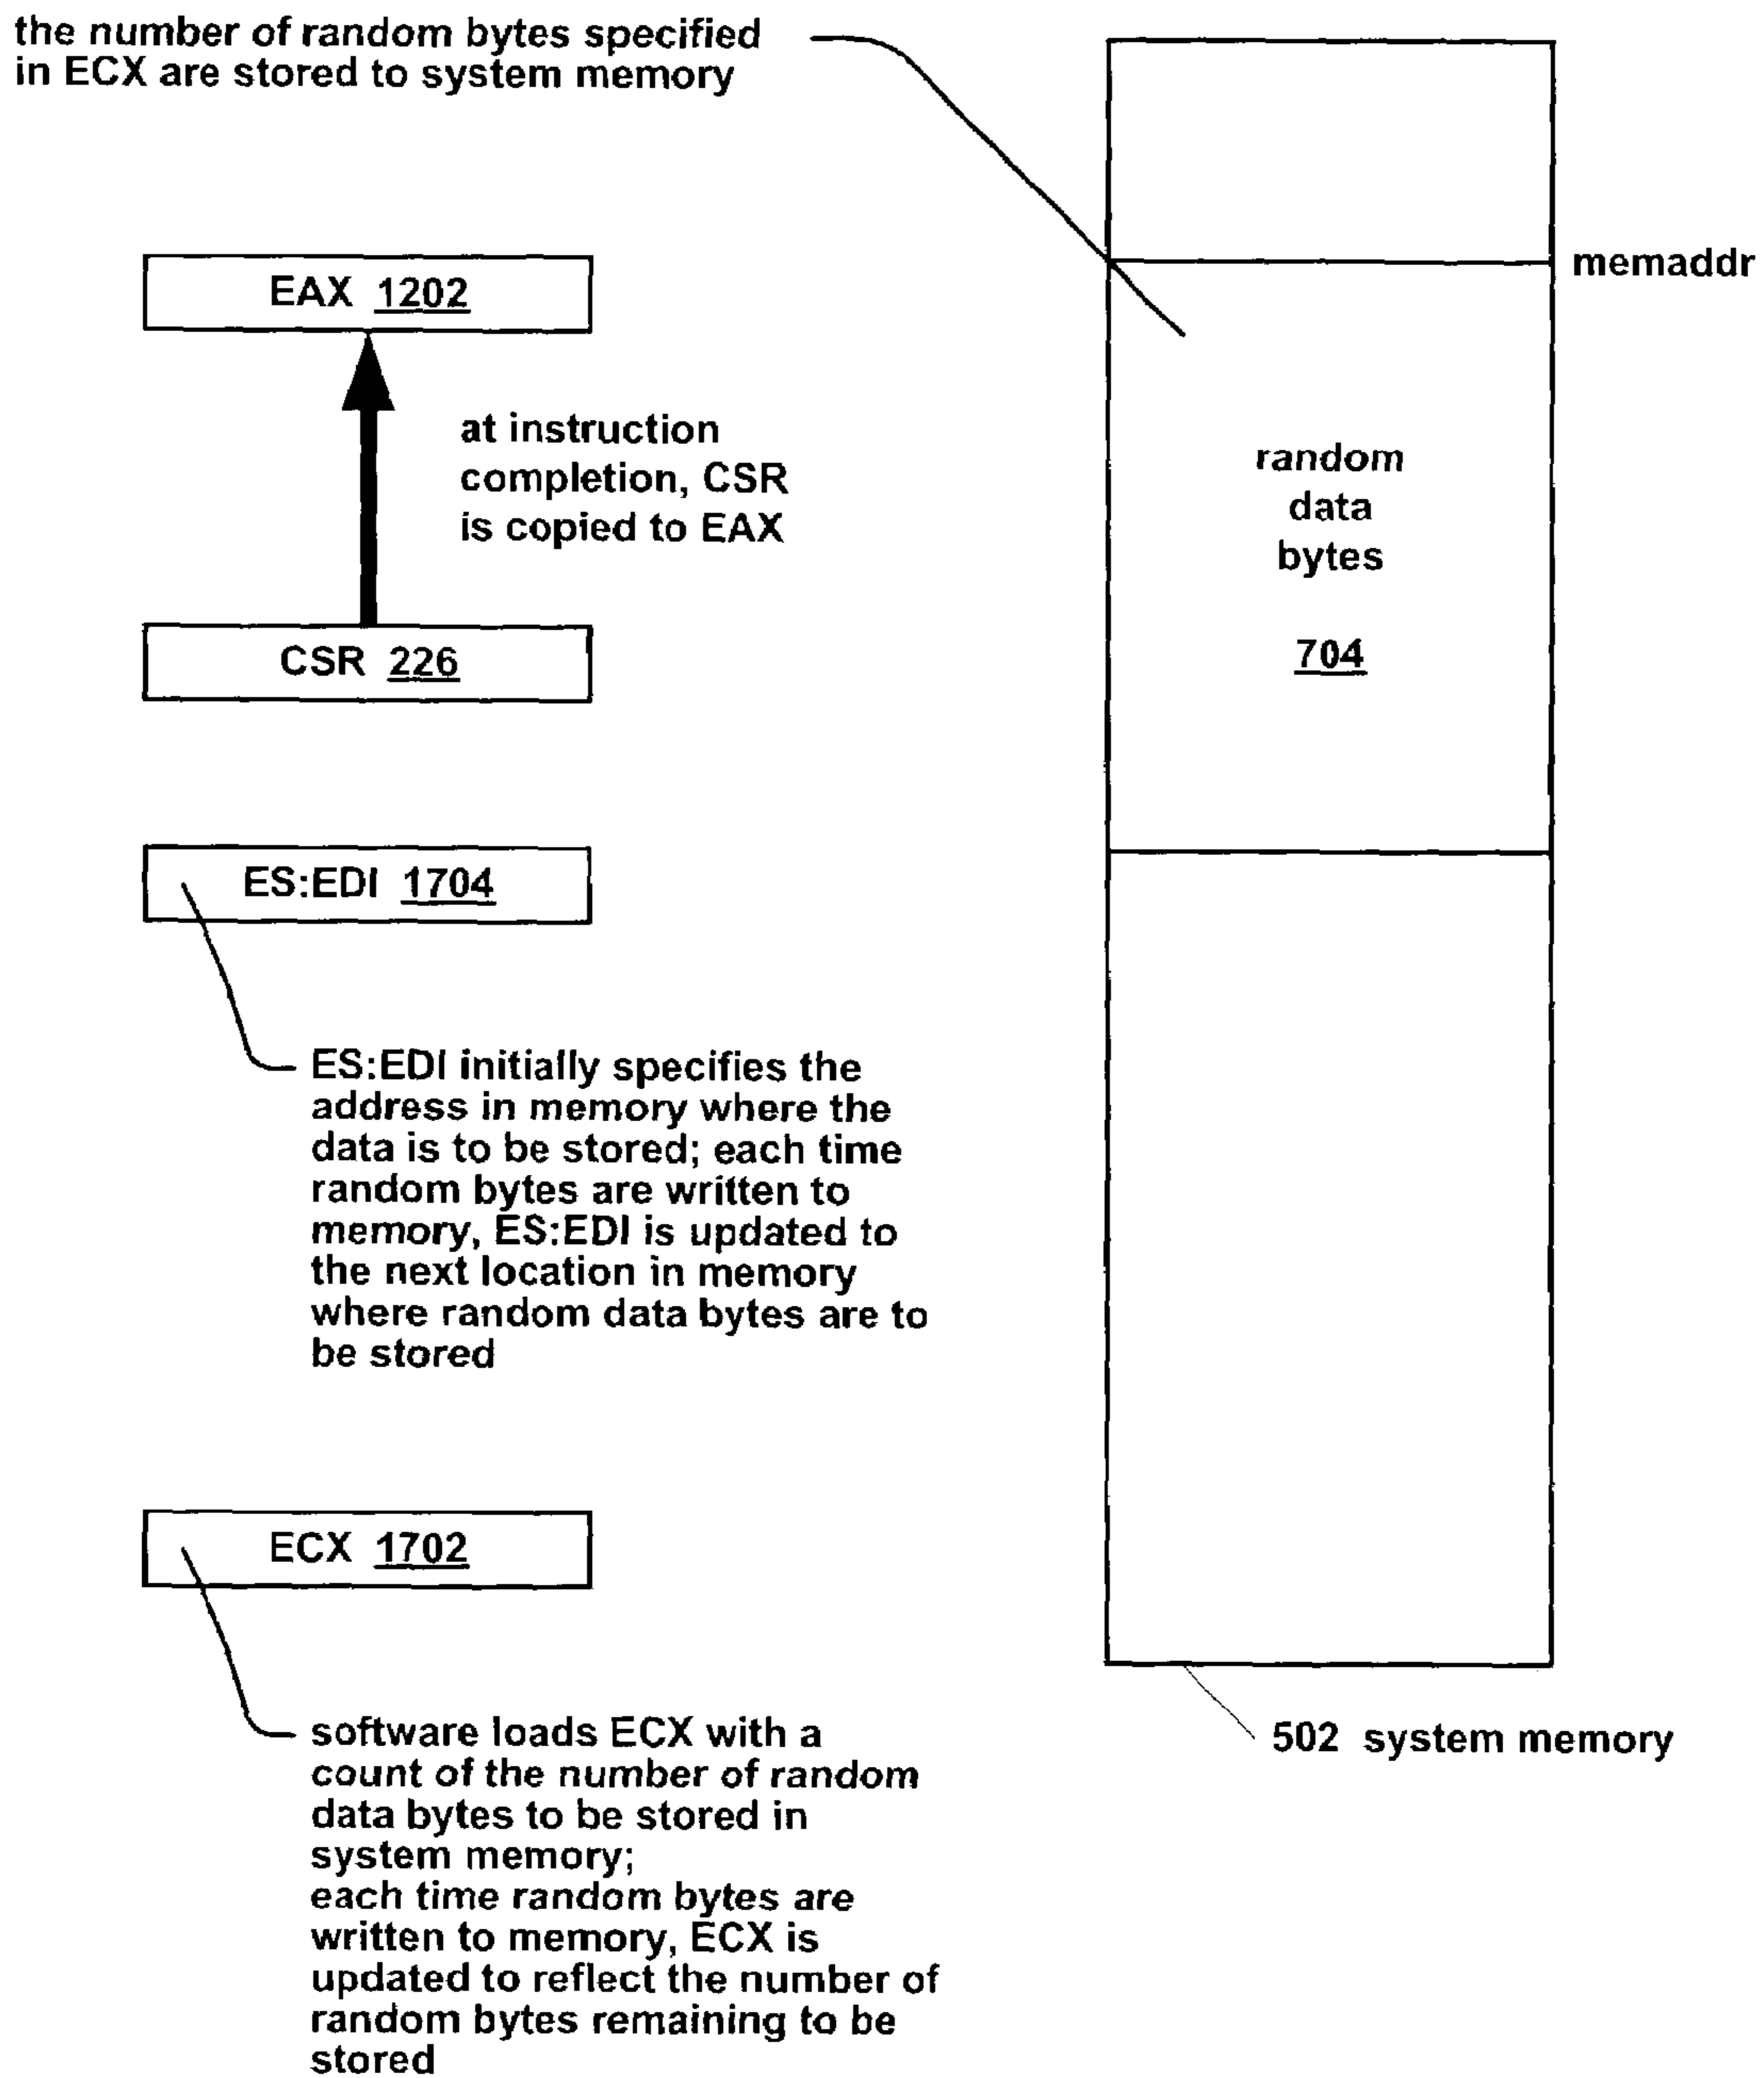 the number of random bytes specified
in ECX are stored to system memory
memaddr
EAX 1202
at instruction
completion, CSR
is copied to EAX
random
data
bytes
704
CSR 226
ES:EDI 1704
ES:EDI initially specifies the
address in memory where the
data is to be stored; each time
random bytes are written to
memory, ES:EDI is updated to
the next location in memory
where random data bytes are to
be stored
ECX 1702
502 system memory
software loads ECX with a
count of the number of random
data bytes to be stored in
system memory;
each time random bytes are
written to memory, ECX is
updated to reflect the number of
random bytes remaining to be
stored